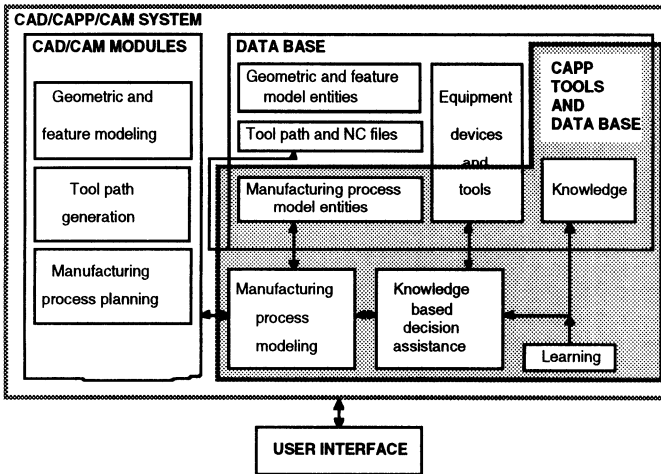 CAD/CAPP/CAM SYSTEM
CAD/CAM MODULES
Geometric and
feature modeling
Tool path
generation
Manufacturing
process planning
DATA BASE
Geometric and feature
model entities
Tool path and NC files
Manufacturing process
model entities
Equipment
devices
and
tools
CAPP
TOOLS
AND
DATA BASE
Knowledge
Manufacturing
process
modeling
Knowledge
based
decision
assistance
Learning
USER INTERFACE